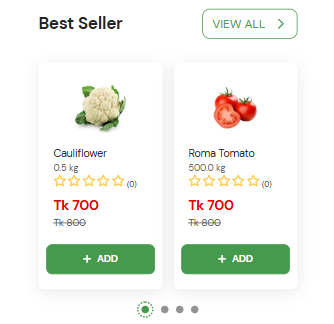 Best Seller
VIEW ALL
Cauliflower
0.5 kg
(0)
Tk 700
Tk 800
+ ADD
Roma Tomato
500.0 kg
(0)
Tk 700
Tk 800
+ ADD